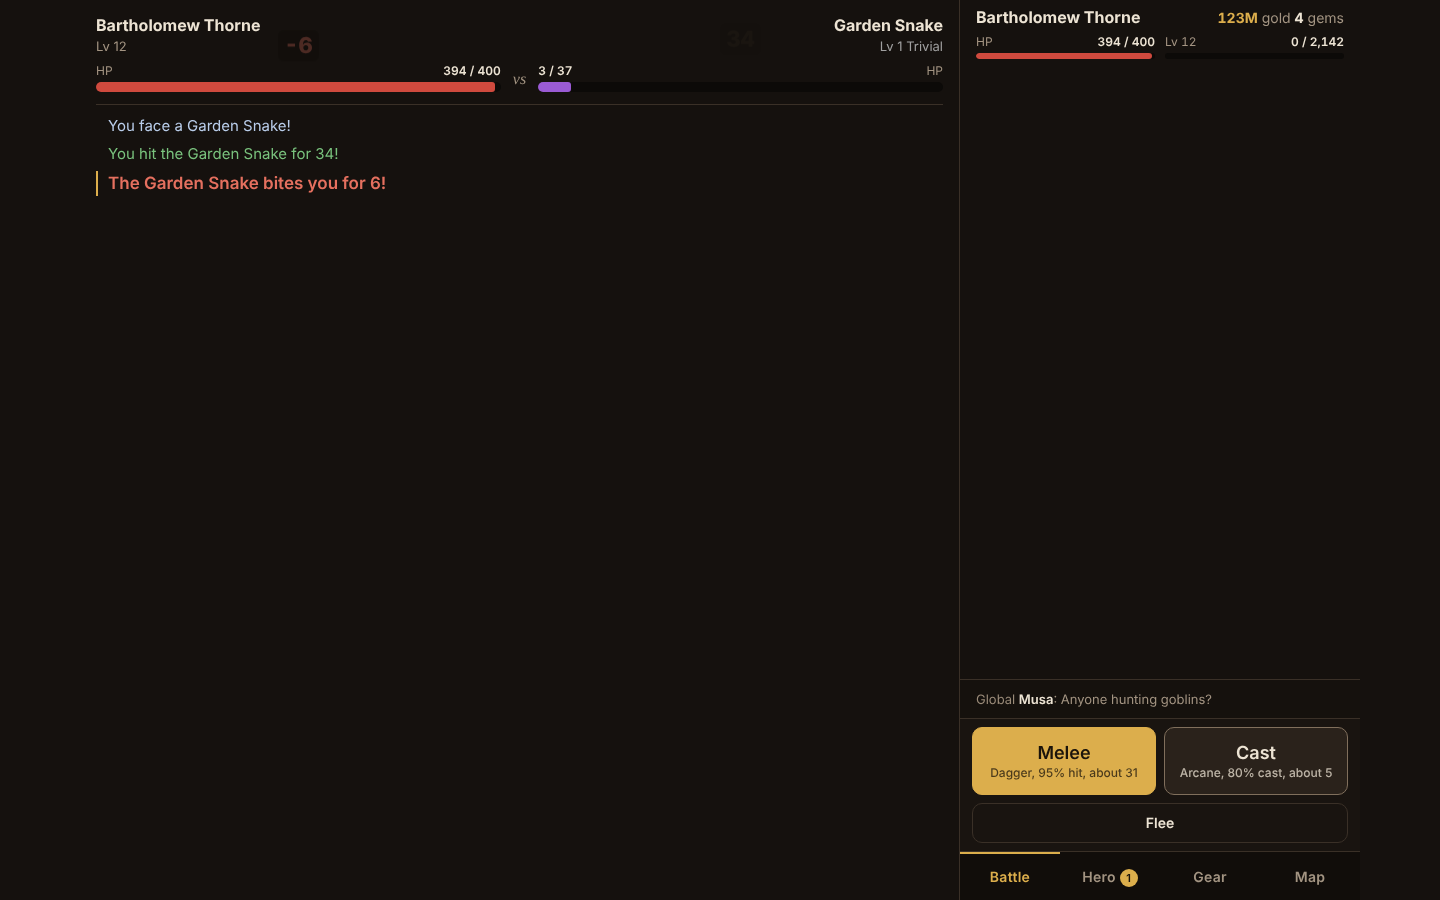 Bartholomew Thorne
Lv 12
-6
HP 394 / 400
vs
34
Garden Snake
Lv 1 Trivial
3 / 37 HP
You face a Garden Snake!
You hit the Garden Snake for 34!
The Garden Snake bites you for 6!
Bartholomew Thorne 123M gold 4 gems
HP 394 / 400 Lv 12 0 / 2,142
Global Musa: Anyone hunting goblins?
Melee
Dagger, 95% hit, about 31
Cast
Arcane, 80% cast, about 5
Flee
Battle Hero 1 Gear Map